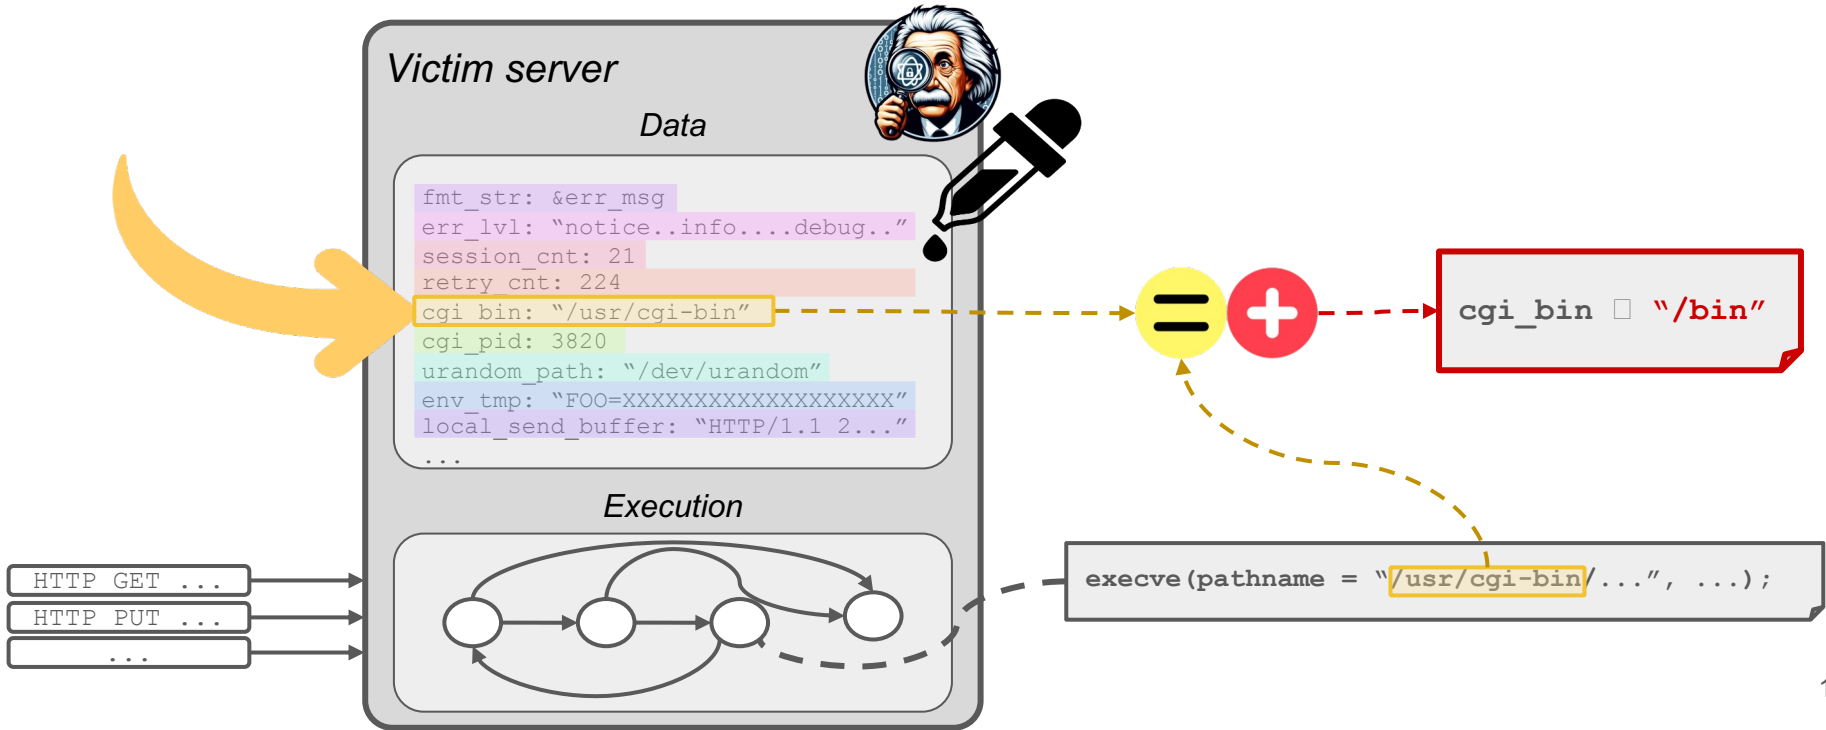 Victim server
Data
fmt_str: &err_msg
err_lvl: “notice..info....debug..”
session_cnt: 21
retry_cnt: 224
cgi_bin: “/usr/cgi-bin”
cgi_pid: 3820
urandom_path: “/dev/urandom”
env_tmp: “FOO=XXXXXXXXXXXXXXXXXXX”
local_send_buffer: “HTTP/1.1 2...”
...
cgi_bin □ “/bin”
Execution
HTTP GET ...
HTTP PUT ...
...
execve(pathname = “/usr/cgi-bin/...”, ...);